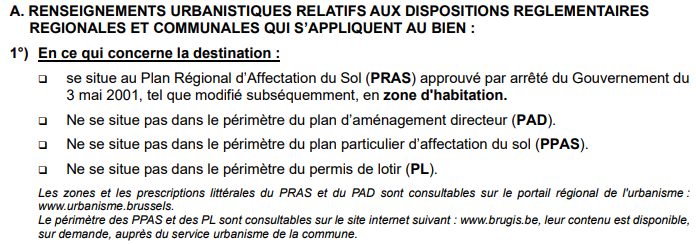 A. RENSEIGNEMENTS URBANISTIQUES RELATIFS AUX DISPOSITIONS REGLEMENTAIRES
REGIONALES ET COMMUNALES QUI S’APPLIQUENT AU BIEN :
1°) En ce qui concerne la destination :
❑ se situe au Plan Régional d’Affectation du Sol (PRAS) approuvé par arrêté du Gouvernement du
3 mai 2001, tel que modifié subséquemment, en zone d'habitation.
❑ Ne se situe pas dans le périmètre du plan d’aménagement directeur (PAD).
❑ Ne se situe pas dans le périmètre du plan particulier d’affectation du sol (PPAS).
❑ Ne se situe pas dans le périmètre du permis de lotir (PL).
Les zones et les prescriptions littérales du PRAS et du PAD sont consultables sur le portail régional de l'urbanisme :
www.urbanisme.brussels.
Le périmètre des PPAS et des PL sont consultables sur le site internet suivant : www.brugis.be, leur contenu est disponible,
sur demande, auprès du service urbanisme de la commune.